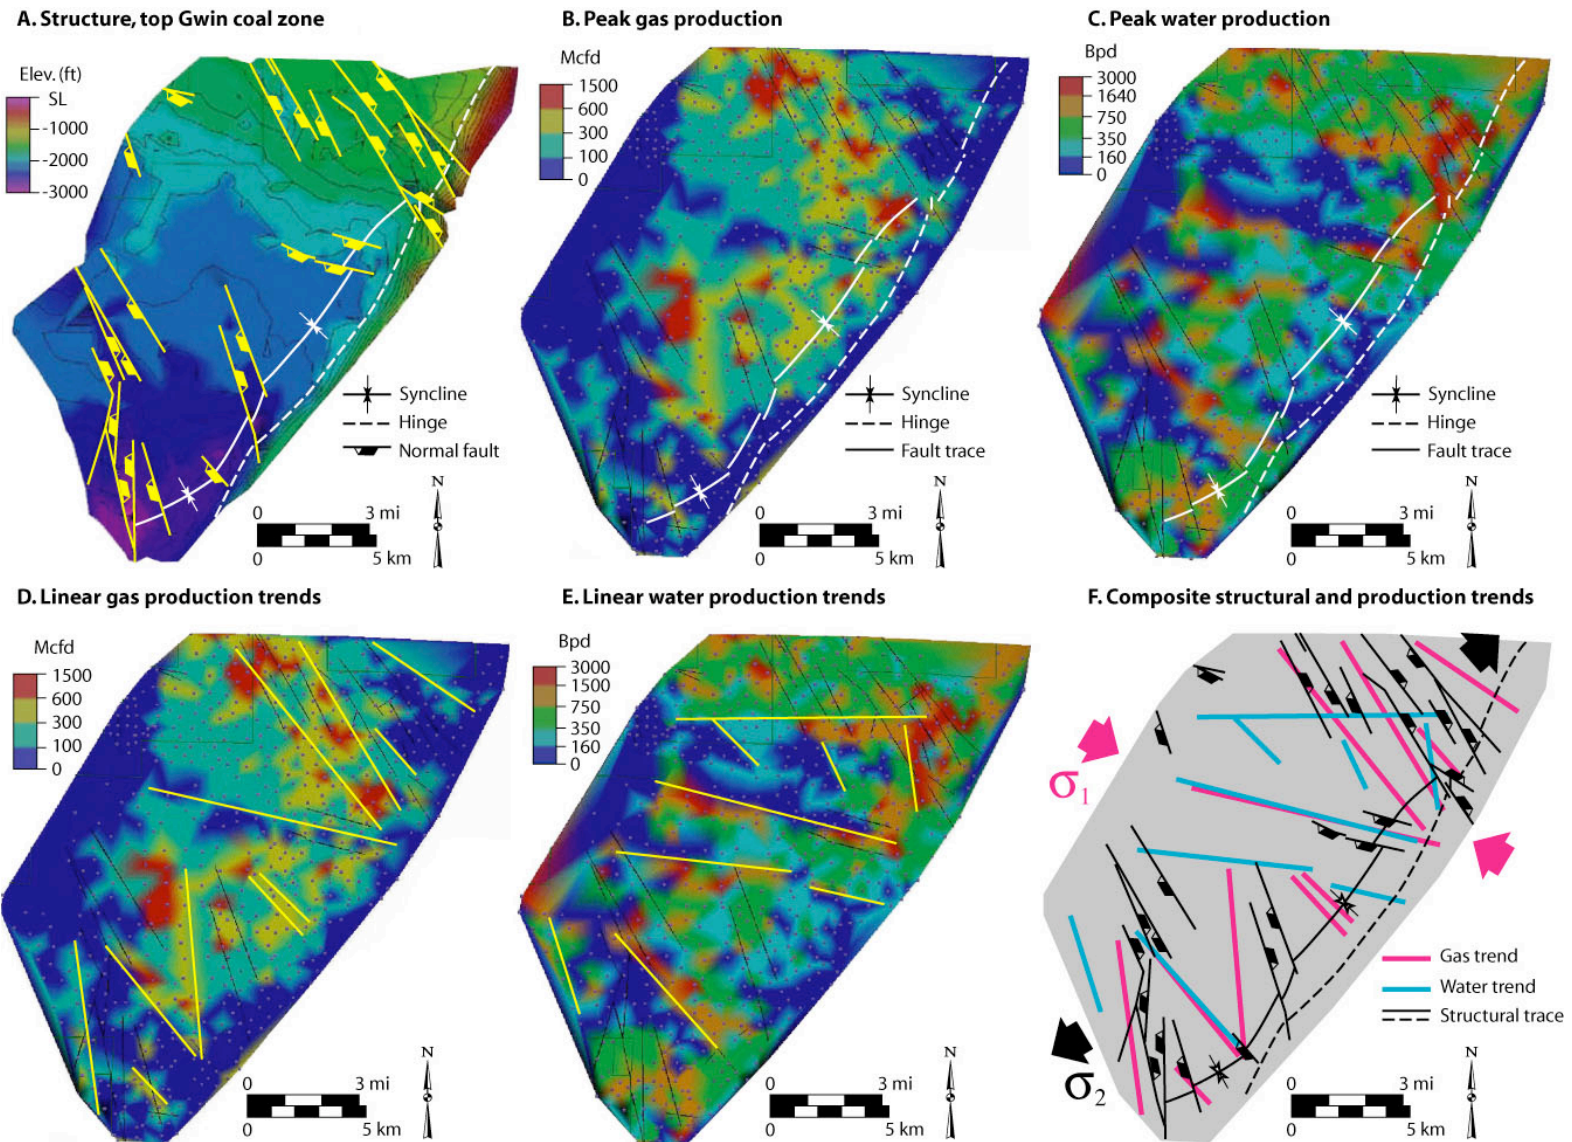 A. Structure, top Gwin coal zone
Elev. (ft)
SL
-1000
-2000
-3000
Syncline
Hinge
Normal fault
N
0 3 mi
0 5 km
B. Peak gas production
Mcfd
1500
600
300
100
0
Syncline
Hinge
Fault trace
N
0 3 mi
0 5 km
C. Peak water production
Bpd
3000
1640
750
350
160
0
Syncline
Hinge
Fault trace
N
0 3 mi
0 5 km
D. Linear gas production trends
Mcfd
1500
600
300
100
0
N
0 3 mi
0 5 km
E. Linear water production trends
Bpd
3000
1500
750
350
160
0
N
0 3 mi
0 5 km
F. Composite structural and production trends
σ1
σ2
Gas trend
Water trend
Structural trace
N
0 3 mi
0 5 km